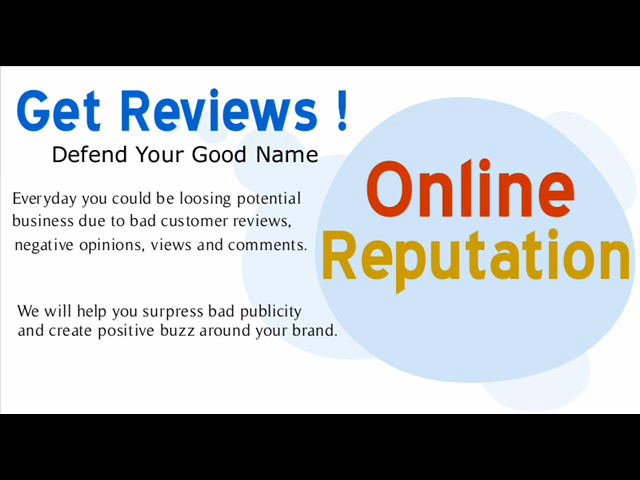 Get Reviews !
Defend Your Good Name
Everyday you could be loosing potential
business due to bad customer reviews,
negative opinions, views and comments.
We will help you surpress bad publicity
and create positive buzz around your brand.
Online
Reputation